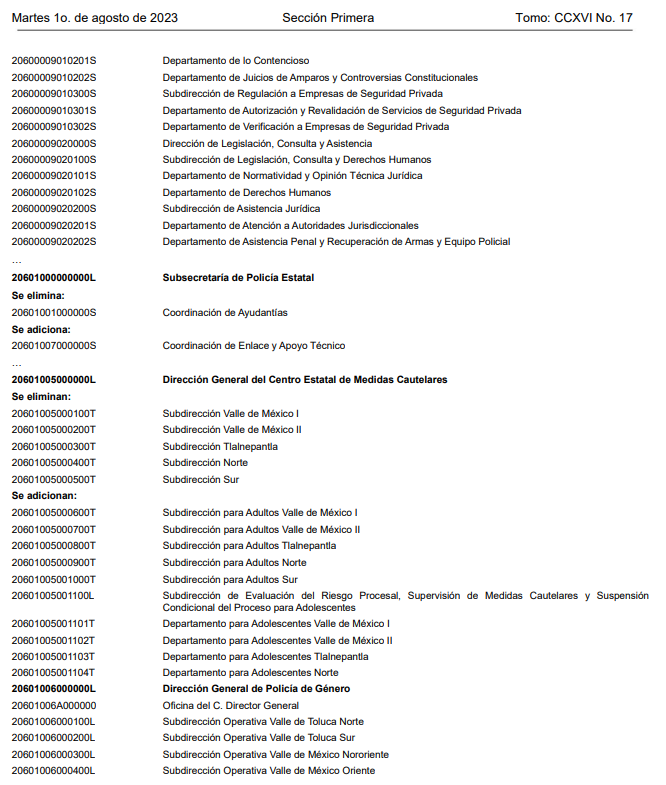 Martes 1o. de agosto de 2023 Sección Primera Tomo: CCXVI No. 17
20600009010201S Departamento de lo Contencioso
20600009010202S Departamento de Juicios de Amparos y Controversias Constitucionales
20600009010300S Subdirección de Regulación a Empresas de Seguridad Privada
20600009010301S Departamento de Autorización y Revalidación de Servicios de Seguridad Privada
20600009010302S Departamento de Verificación a Empresas de Seguridad Privada
20600009020000S Dirección de Legislación, Consulta y Asistencia
20600009020100S Subdirección de Legislación, Consulta y Derechos Humanos
20600009020101S Departamento de Normatividad y Opinión Técnica Jurídica
20600009020102S Departamento de Derechos Humanos
20600009020200S Subdirección de Asistencia Jurídica
20600009020201S Departamento de Atención a Autoridades Jurisdiccionales
20600009020202S Departamento de Asistencia Penal y Recuperación de Armas y Equipo Policial
...
20601000000000L Subsecretaría de Policía Estatal
Se elimina:
20601001000000S Coordinación de Ayudantías
Se adiciona:
20601007000000S Coordinación de Enlace y Apoyo Técnico
...
20601005000000L Dirección General del Centro Estatal de Medidas Cautelares
Se eliminan:
20601005000100T Subdirección Valle de México I
20601005000200T Subdirección Valle de México II
20601005000300T Subdirección Tlalnepantla
20601005000400T Subdirección Norte
20601005000500T Subdirección Sur
Se adicionan:
20601005000600T Subdirección para Adultos Valle de México I
20601005000700T Subdirección para Adultos Valle de México II
20601005000800T Subdirección para Adultos Tlalnepantla
20601005000900T Subdirección para Adultos Norte
20601005001000T Subdirección para Adultos Sur
20601005001100L Subdirección de Evaluación del Riesgo Procesal, Supervisión de Medidas Cautelares y Suspensión
Condicional del Proceso para Adolescentes
20601005001101T Departamento para Adolescentes Valle de México I
20601005001102T Departamento para Adolescentes Valle de México II
20601005001103T Departamento para Adolescentes Tlalnepantla
20601005001104T Departamento para Adolescentes Norte
20601006000000L Dirección General de Policía de Género
20601006A000000 Oficina del C. Director General
20601006000100L Subdirección Operativa Valle de Toluca Norte
20601006000200L Subdirección Operativa Valle de Toluca Sur
20601006000300L Subdirección Operativa Valle de México Nororiente
20601006000400L Subdirección Operativa Valle de México Oriente